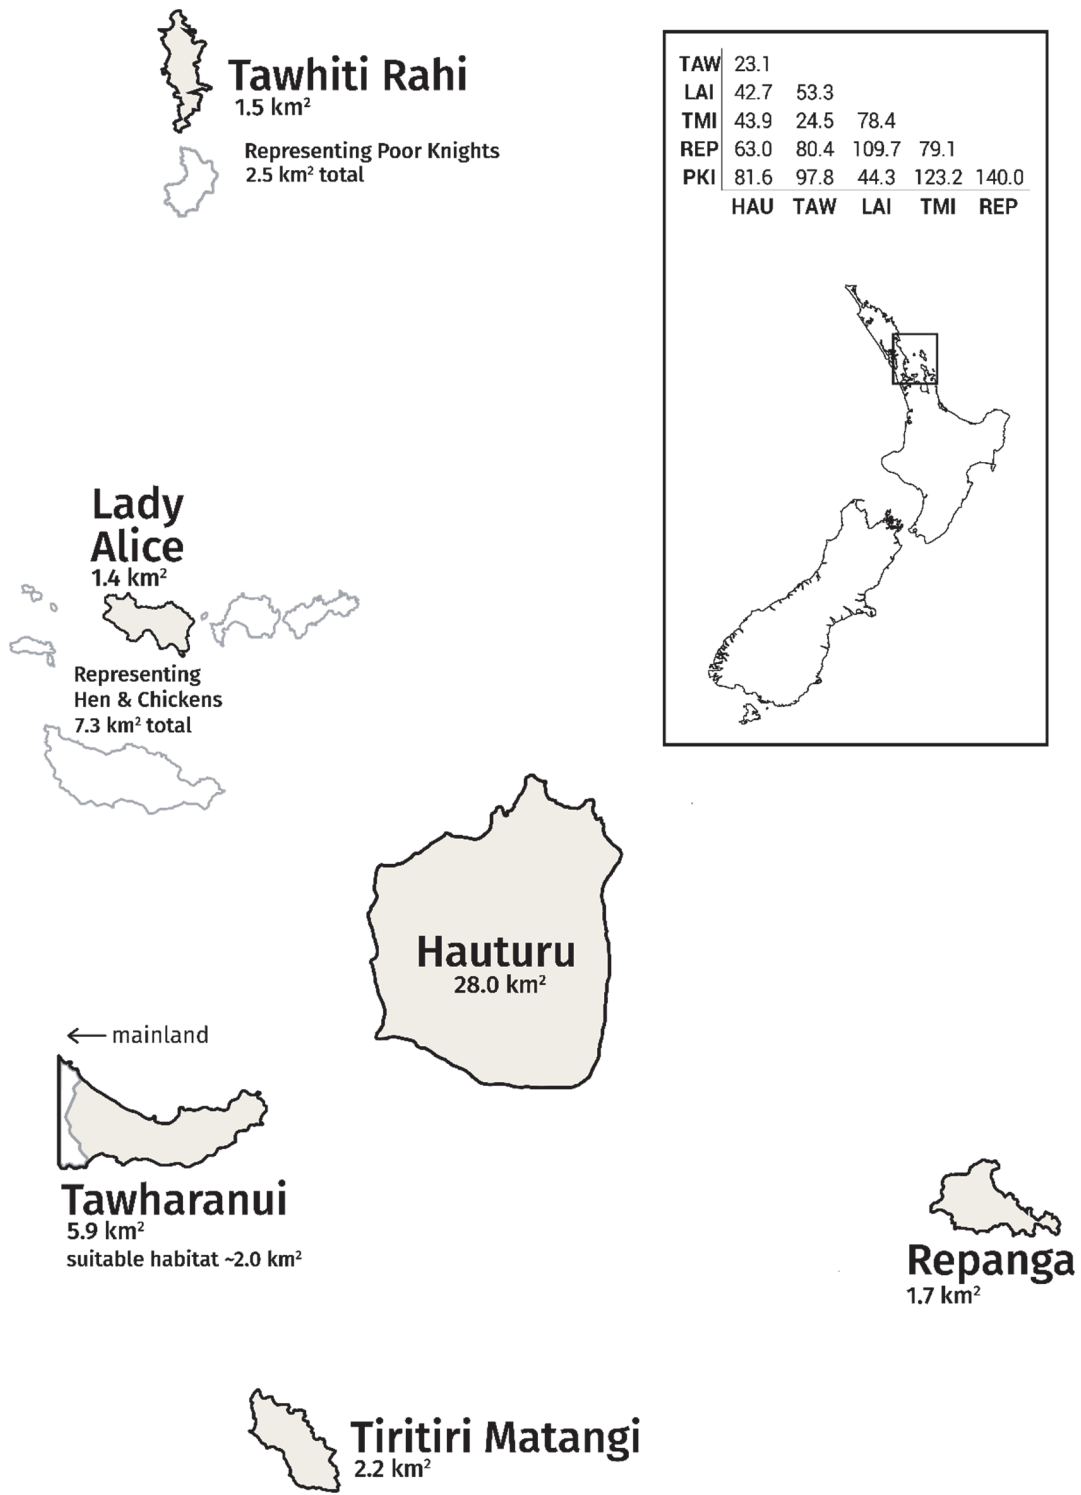 Tawhiti Rahi
1.5 km²
Representing Poor Knights
2.5 km² total
TAW 23.1
LAI 42.7 53.3
TMI 43.9 24.5 78.4
REP 63.0 80.4 109.7 79.1
PKI 81.6 97.8 44.3 123.2 140.0
HAU TAW LAI TMI REP
Lady
Alice
1.4 km²
Representing
Hen & Chickens
7.3 km² total
Hauturu
28.0 km²
← mainland
Tawharanui
5.9 km²
suitable habitat ~2.0 km²
Repanga
1.7 km²
Tiritiri Matangi
2.2 km²